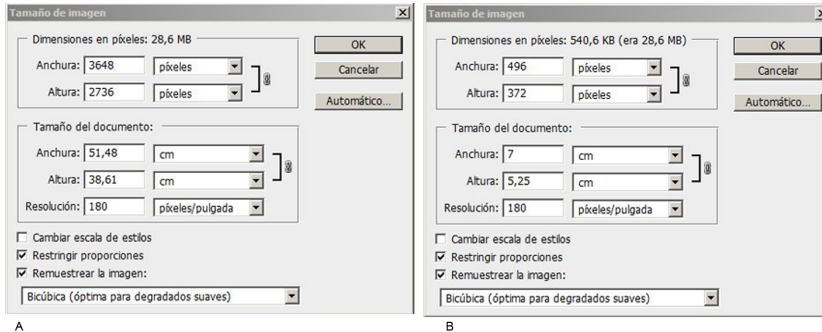 Tamaño de imagen
Dimensiones en píxeles: 28,6 MB
Anchura: 3648 píxeles
Altura: 2736 píxeles
Tamaño del documento:
Anchura: 51,48 cm
Altura: 38,61 cm
Resolución: 180 píxeles/pulgada
Cambiar escala de estilos
Restringir proporciones
Remuestrear la imagen:
Bicúbica (óptima para degradados suaves)
OK
Cancelar
Automático...
A
Tamaño de imagen
Dimensiones en píxeles: 540,6 KB (era 28,6 MB)
Anchura: 496 píxeles
Altura: 372 píxeles
Tamaño del documento:
Anchura: 7 cm
Altura: 5,25 cm
Resolución: 180 píxeles/pulgada
Cambiar escala de estilos
Restringir proporciones
Remuestrear la imagen:
Bicúbica (óptima para degradados suaves)
OK
Cancelar
Automático...
B